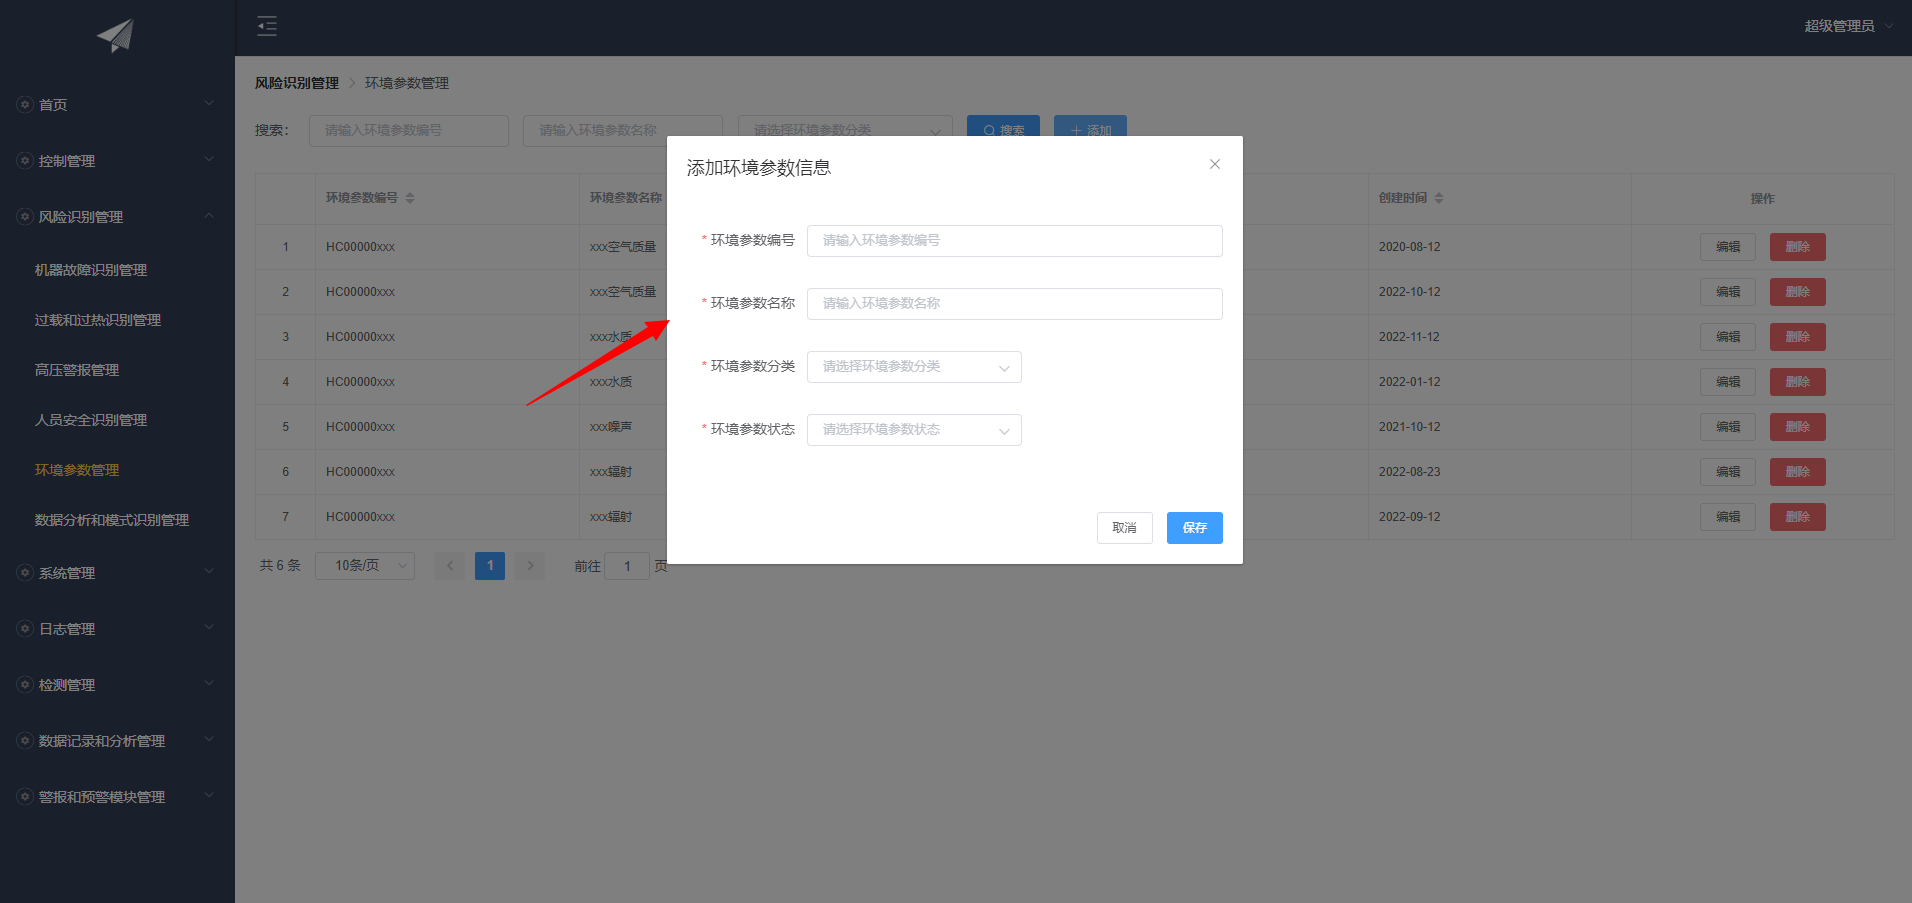 超级管理员
首页
控制管理
风险识别管理
机器故障识别管理
过载和过热识别管理
高压警报管理
人员安全识别管理
环境参数管理
数据分析和模式识别管理
系统管理
日志管理
检测管理
数据记录和分析管理
警报和预警模块管理
风险识别管理 环境参数管理
搜索: 请输入环境参数编号 请输入环境参数名称 请选择环境参数分类 搜索 添加
环境参数编号 环境参数名称 创建时间 操作
1 HC00000xxx xxx空气质量 2020-08-12 编辑 删除
2 HC00000xxx xxx空气质量 2022-10-12 编辑 删除
3 HC00000xxx xxx水质 2022-11-12 编辑 删除
4 HC00000xxx xxx水质 2022-01-12 编辑 删除
5 HC00000xxx xxx噪声 2021-10-12 编辑 删除
6 HC00000xxx xxx辐射 2022-08-23 编辑 删除
7 HC00000xxx xxx辐射 2022-09-12 编辑 删除
共 6 条 10条/页 1 前往 1 页
添加环境参数信息
* 环境参数编号 请输入环境参数编号
* 环境参数名称 请输入环境参数名称
* 环境参数分类 请选择环境参数分类
* 环境参数状态 请选择环境参数状态
取消 保存